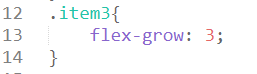 12 .item3{
13     flex-grow: 3;
14 }